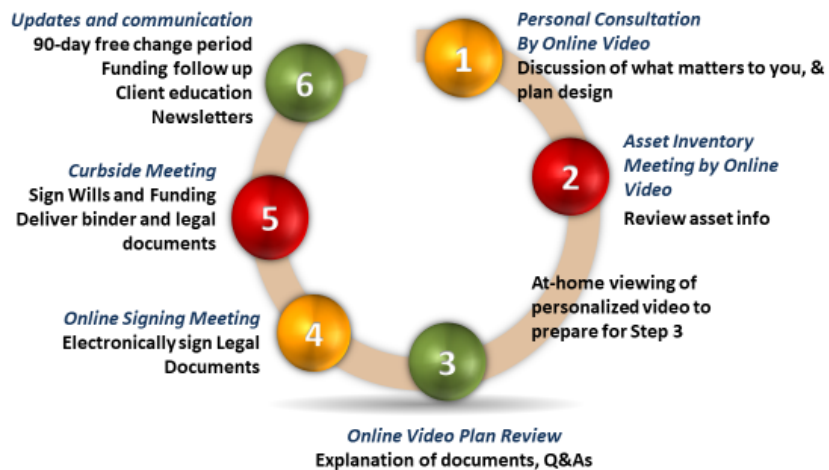 1
Personal Consultation
By Online Video
Discussion of what matters to you, &
plan design
2
Asset Inventory
Meeting by Online
Video
Review asset info
At-home viewing of
personalized video to
prepare for Step 3
3
Online Video Plan Review
Explanation of documents, Q&As
4
Online Signing Meeting
Electronically sign Legal
Documents
5
Curbside Meeting
Sign Wills and Funding
Deliver binder and legal
documents
6
Updates and communication
90-day free change period
Funding follow up
Client education
Newsletters